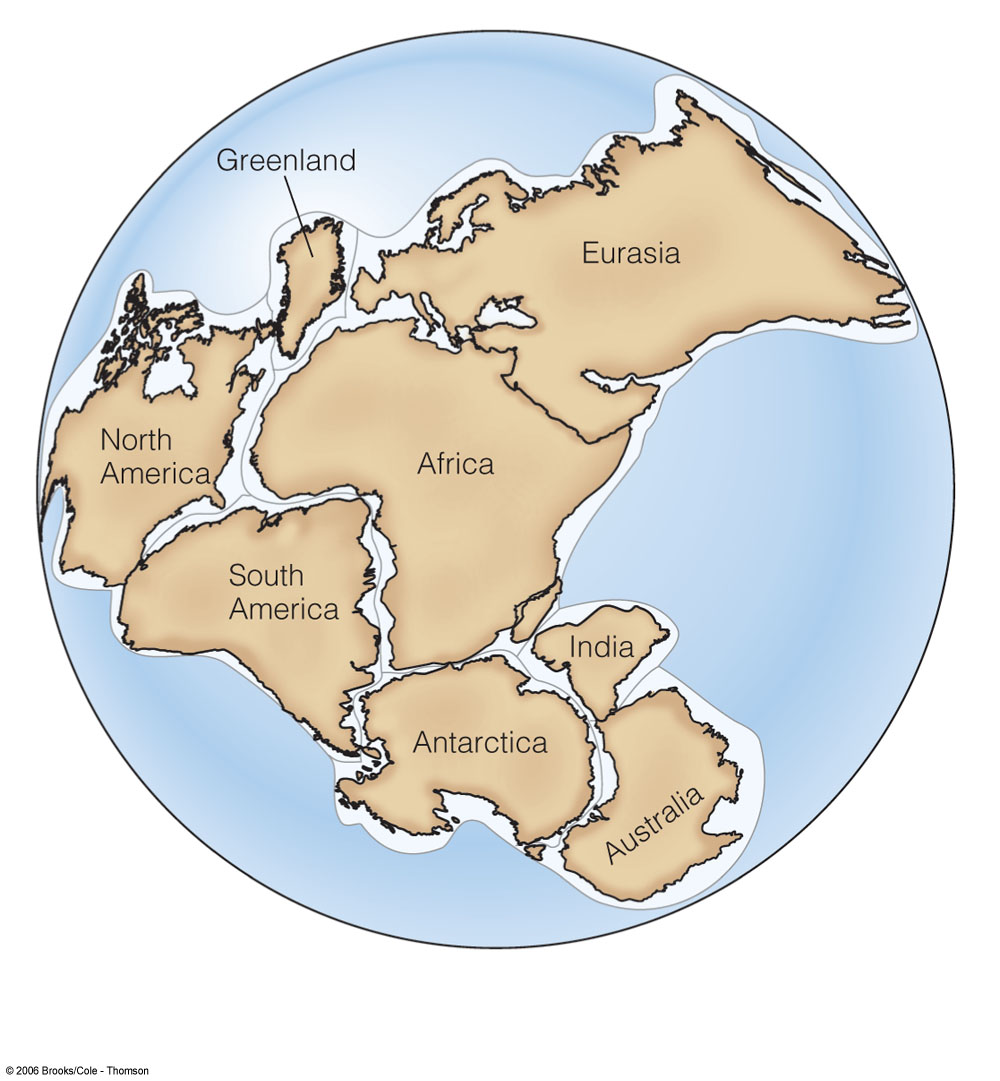 Greenland
Eurasia
North
America
Africa
South
America
India
Antarctica
Australia
© 2006 Brooks/Cole - Thomson